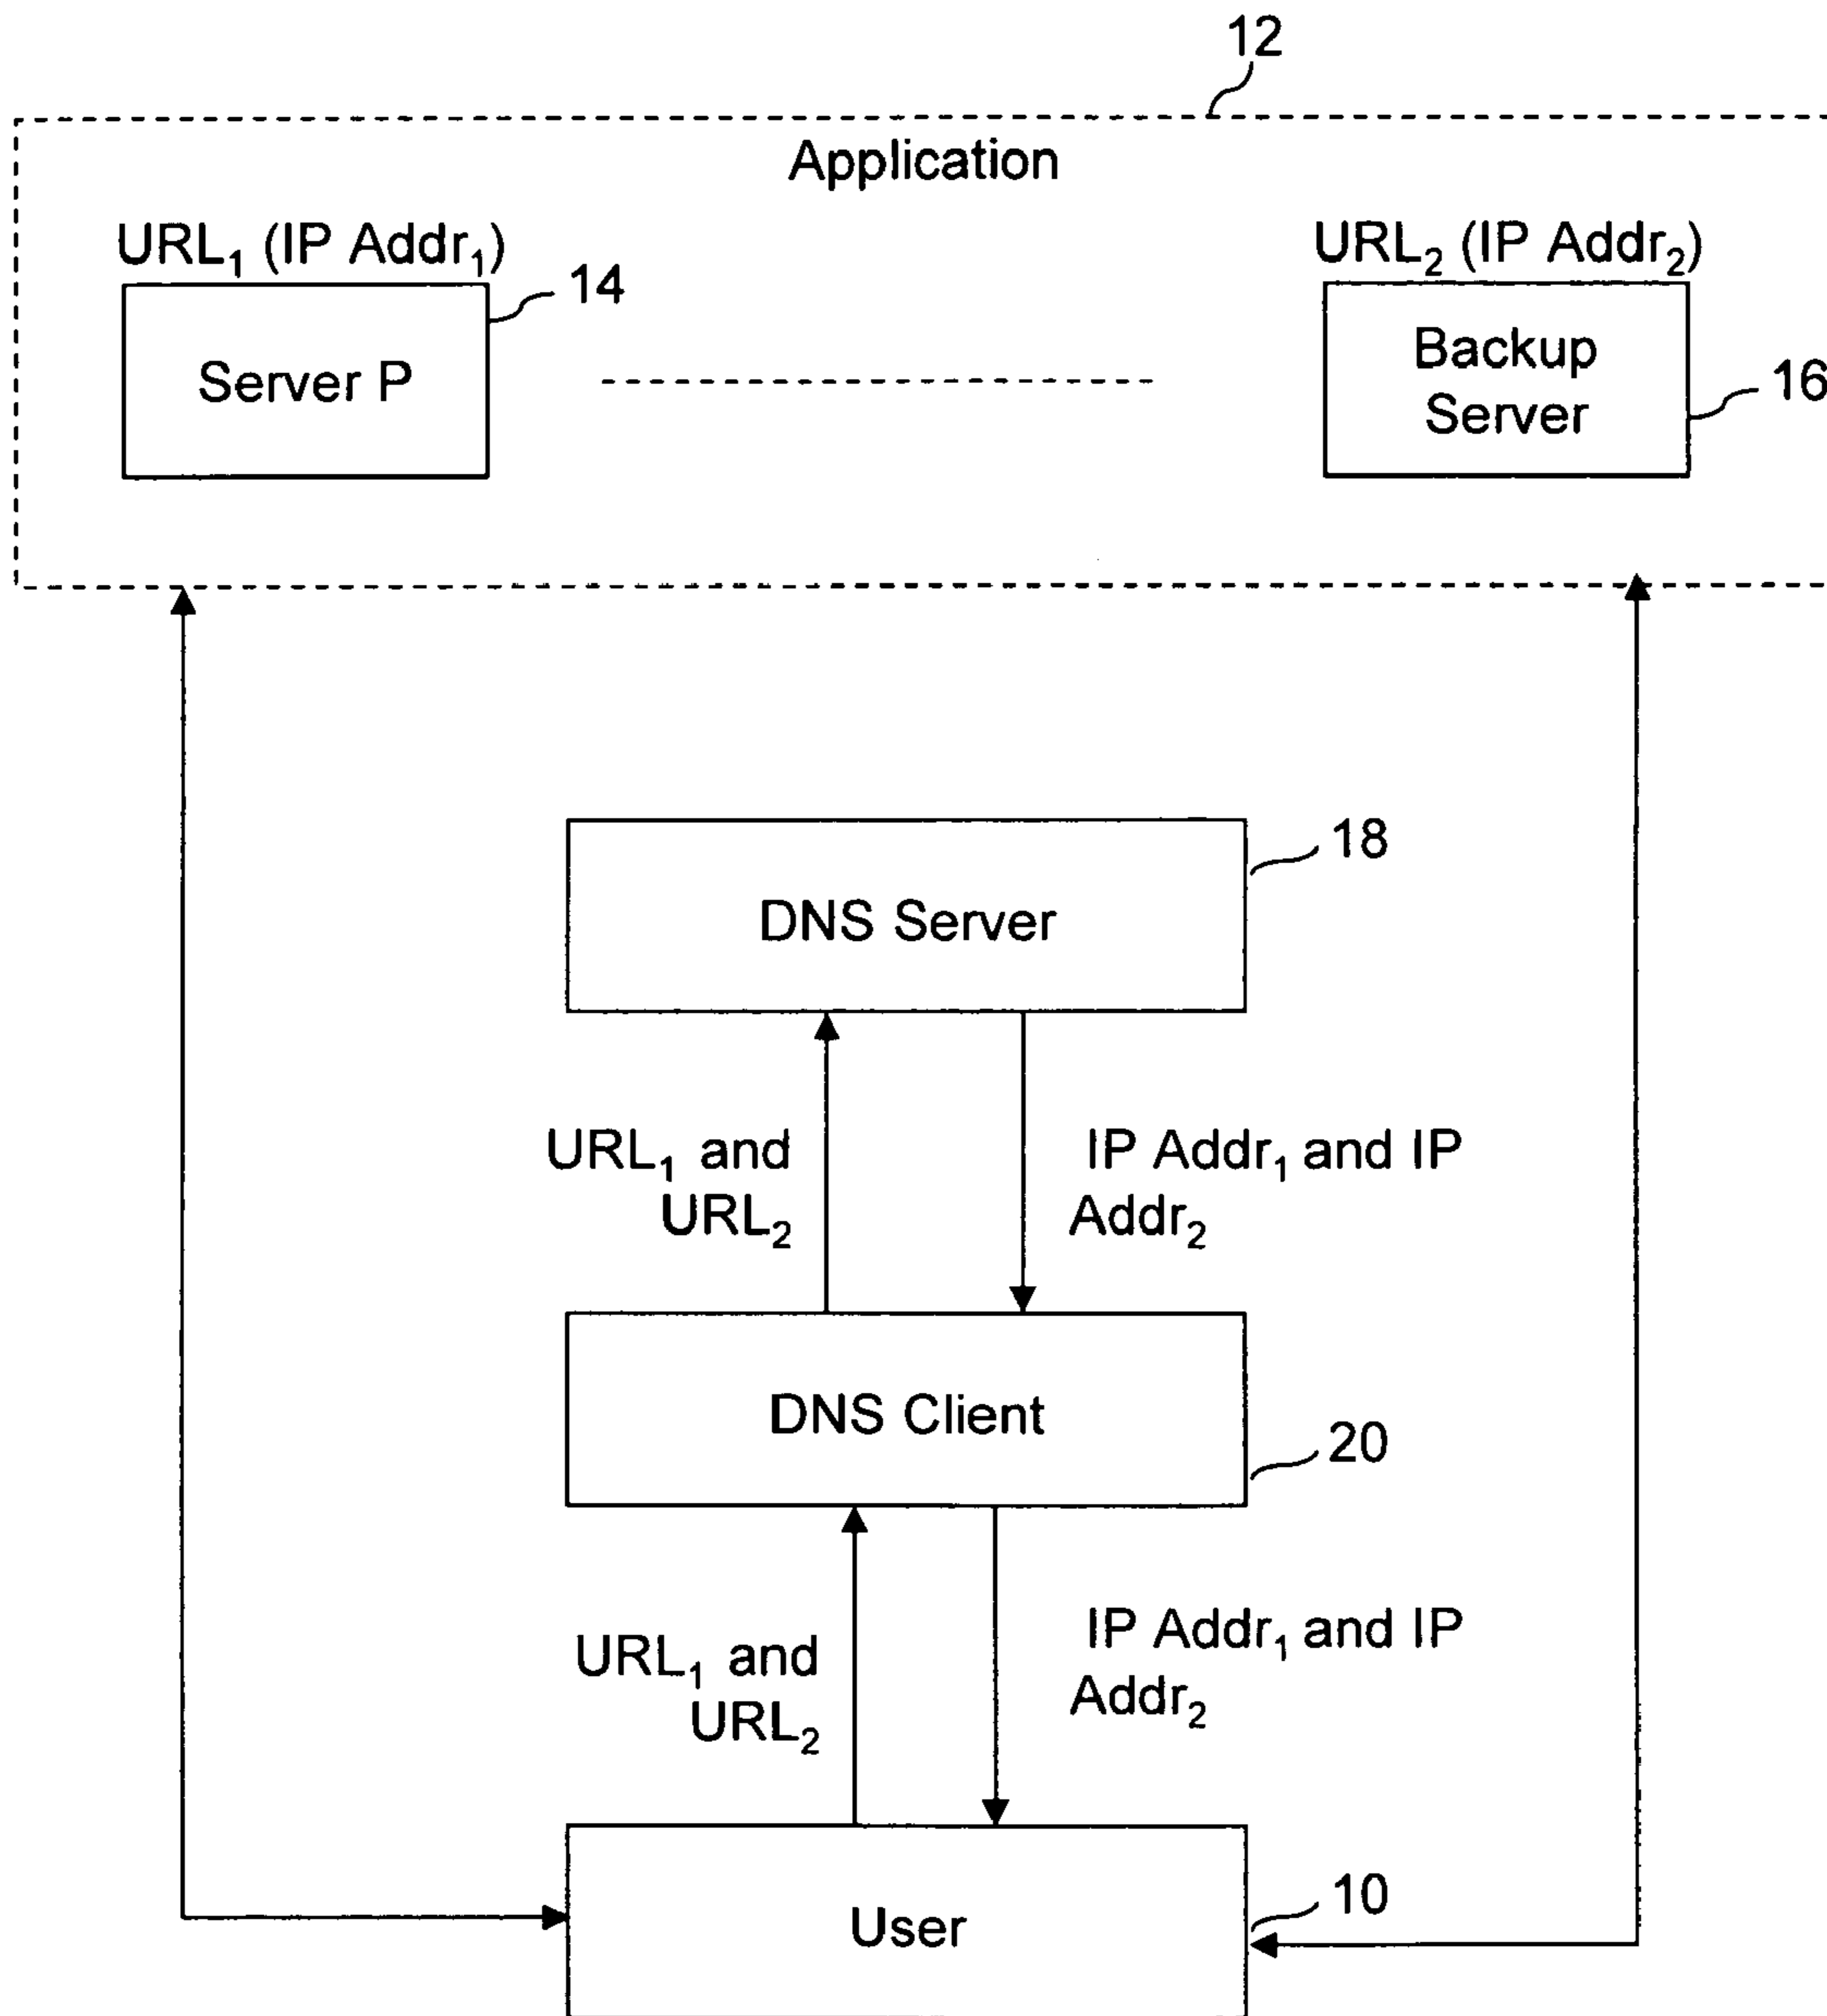 12
Application
URL₁ (IP Addr₁)
URL₂ (IP Addr₂)
14
Server P
Backup
Server
16
18
DNS Server
URL₁ and
URL₂
IP Addr₁ and IP
Addr₂
DNS Client
20
URL₁ and
URL₂
IP Addr₁ and IP
Addr₂
10
User